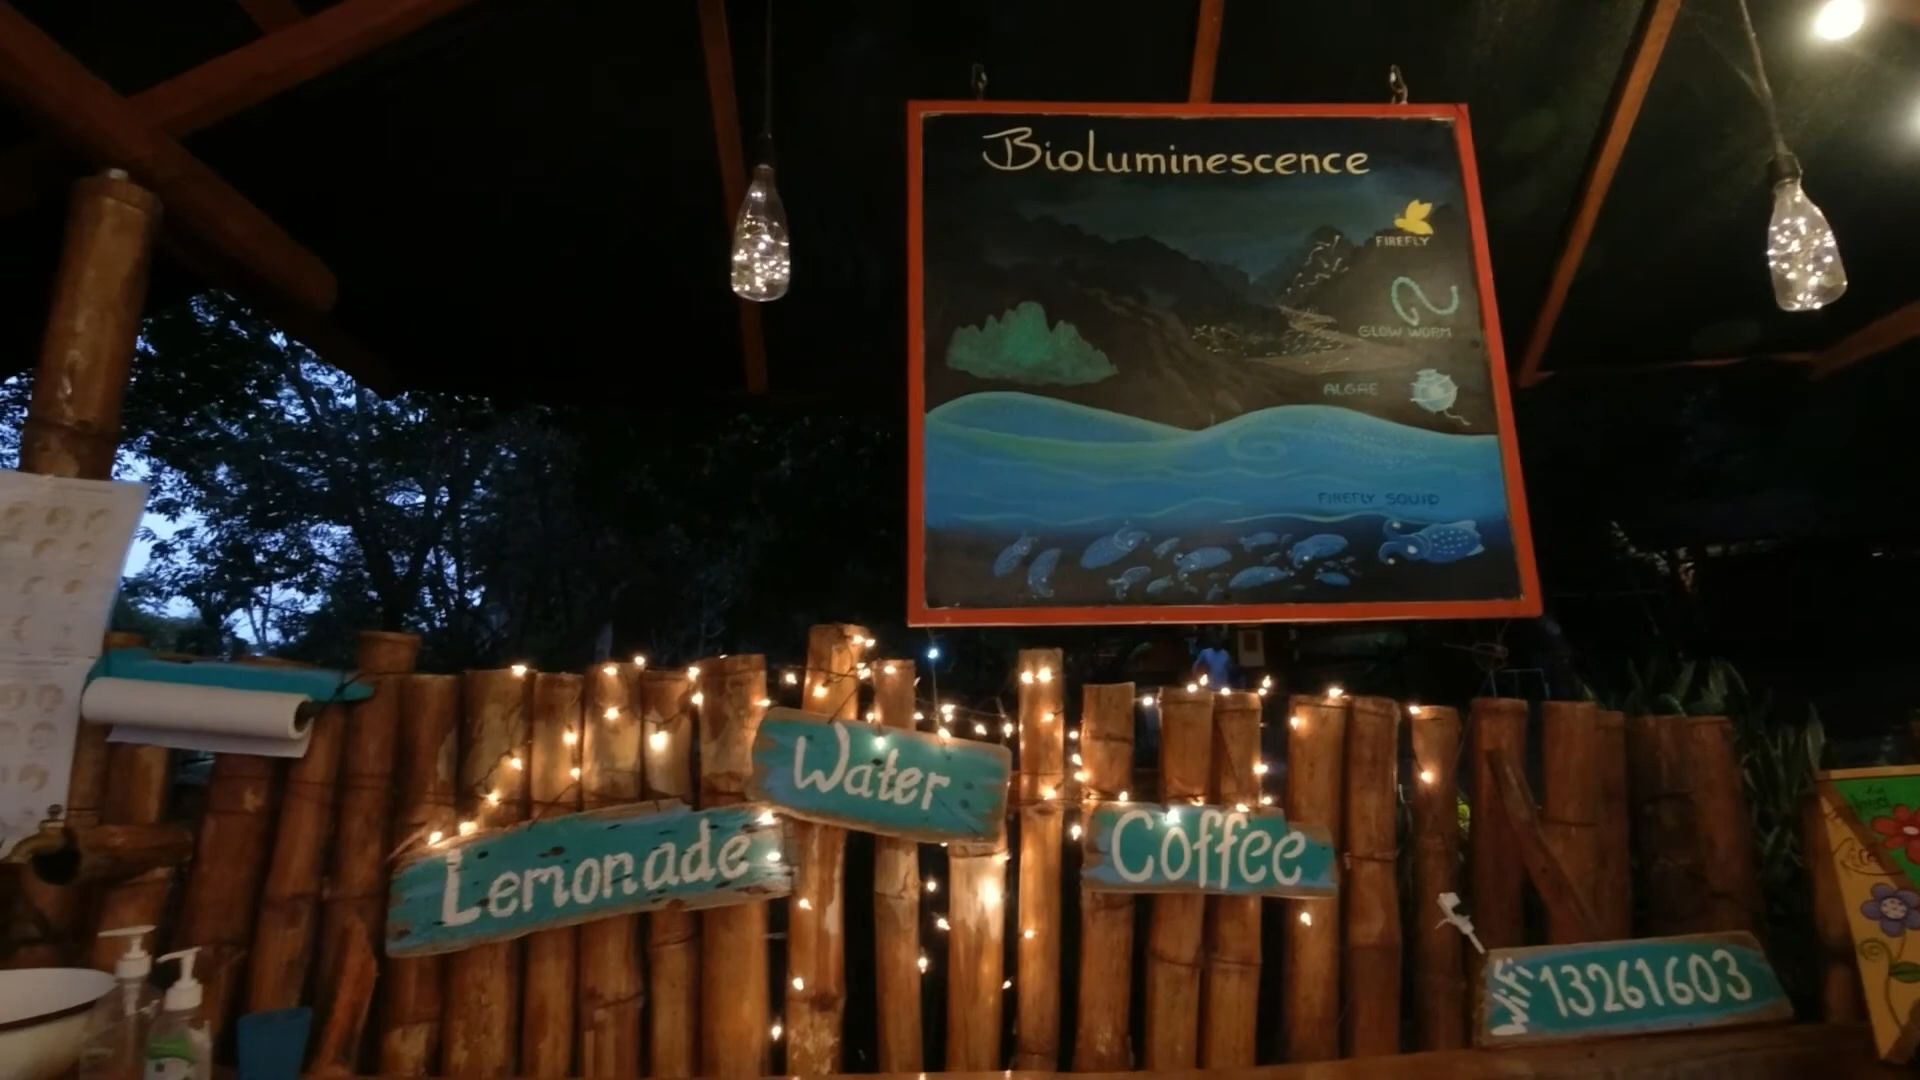 Bioluminescence
FIREFLY
GLOW WORM
ALGAE
FIREFLY SQUID
Water
Lemonade
Coffee
WiFi 13261603